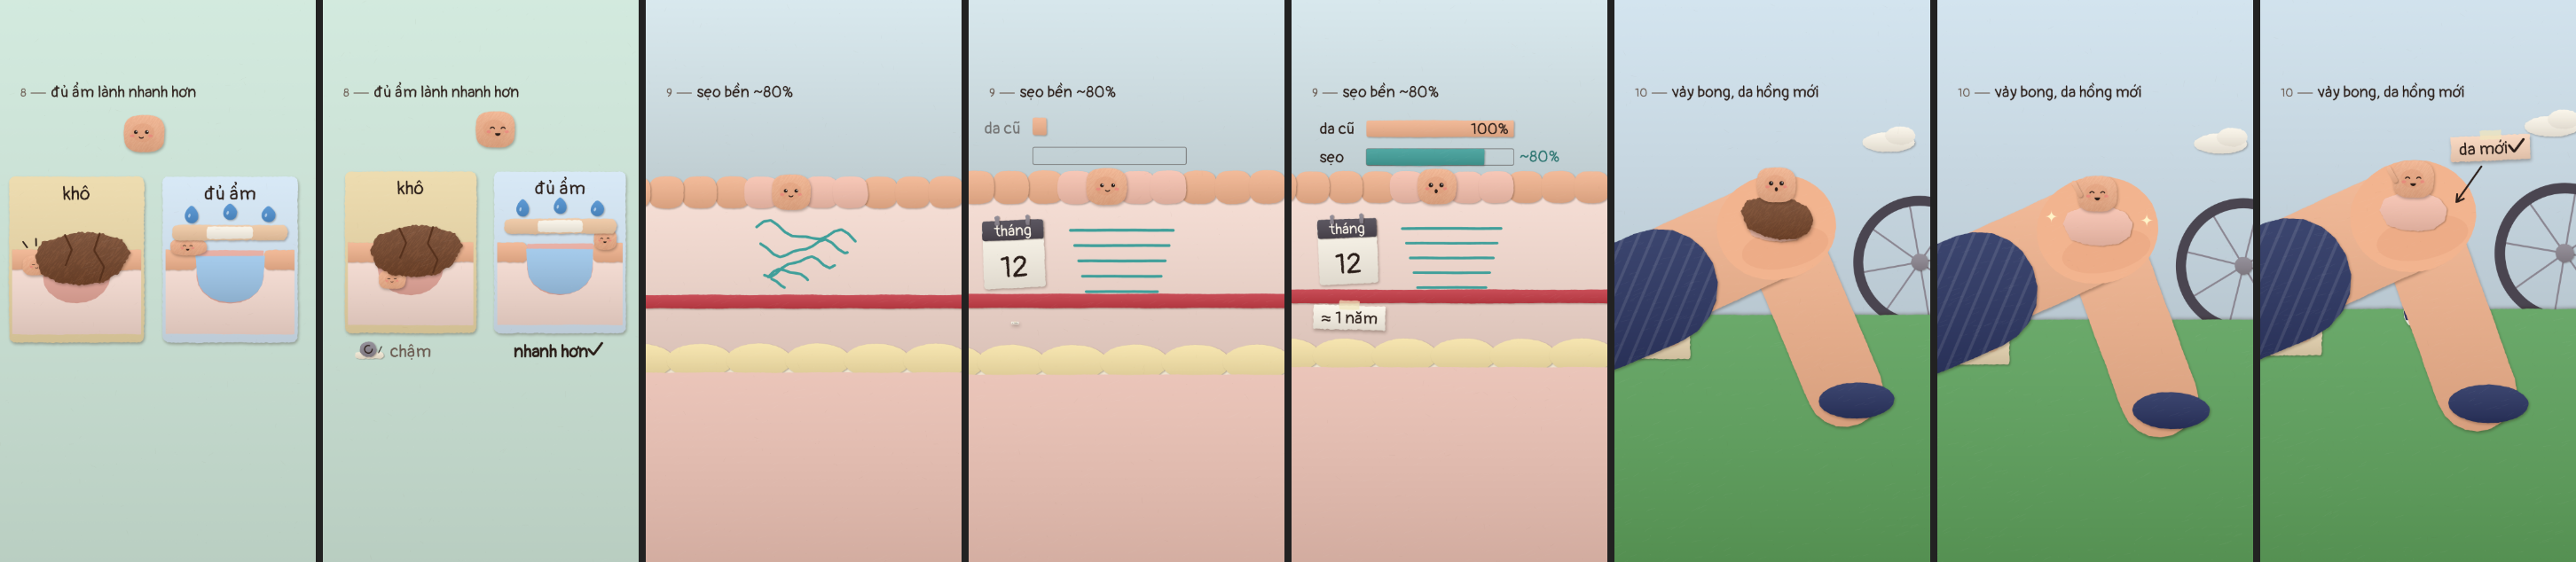 8 — đủ ẩm lành nhanh hơn
khô
đủ ẩm
8 — đủ ẩm lành nhanh hơn
khô
đủ ẩm
chậm
nhanh hơn✓
9 — sẹo bền ~80%
9 — sẹo bền ~80%
da cũ
tháng
12
9 — sẹo bền ~80%
da cũ
100%
sẹo
~80%
tháng
12
≈ 1 năm
10 — vảy bong, da hồng mới
10 — vảy bong, da hồng mới
10 — vảy bong, da hồng mới
da mới✓